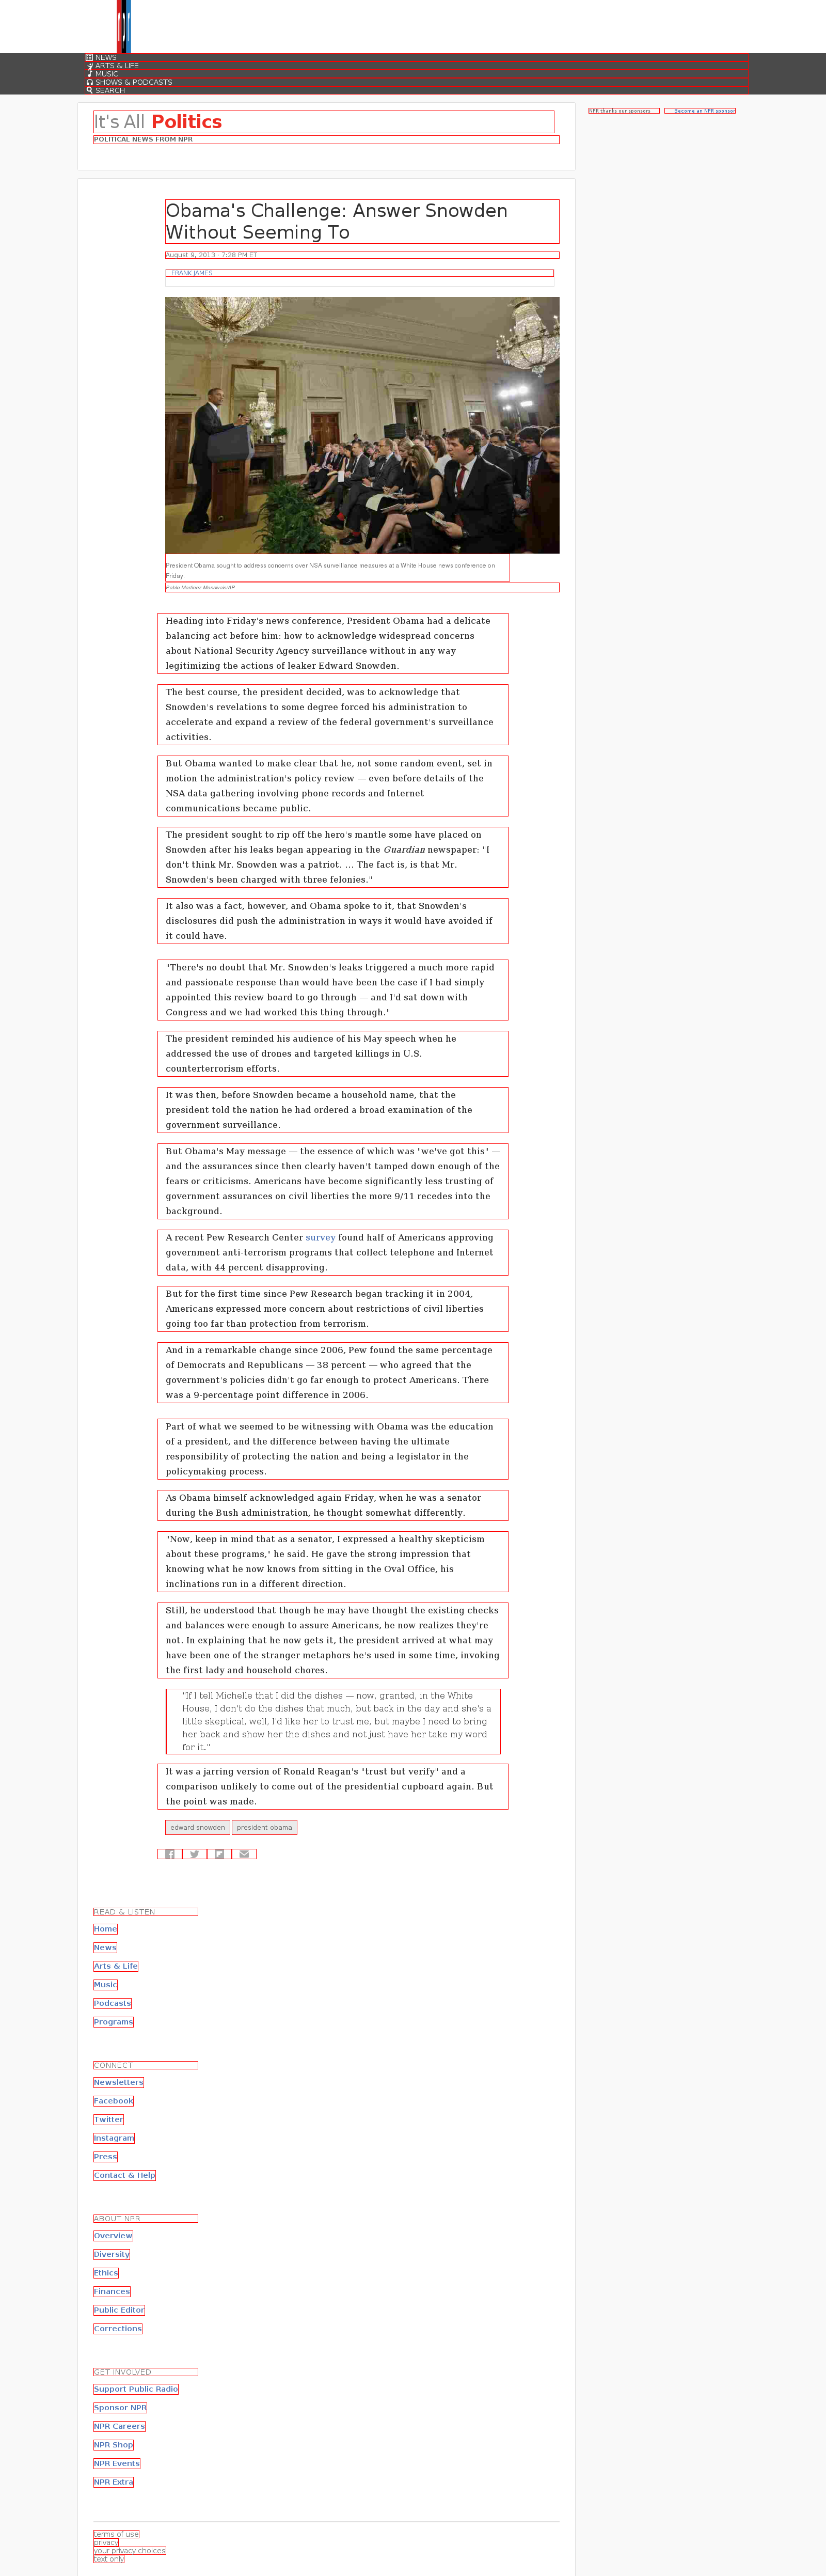 NEWS
ARTS & LIFE
MUSIC
SHOWS & PODCASTS
SEARCH
NPR thanks our sponsors
Become an NPR sponsor
It's All Politics
POLITICAL NEWS FROM NPR
Obama's Challenge: Answer Snowden
Without Seeming To
August 9, 2013 · 7:28 PM ET
FRANK JAMES
President Obama sought to address concerns over NSA surveillance measures at a White House news conference on
Friday.
Pablo Martinez Monsivais/AP
Heading into Friday's news conference, President Obama had a delicate
balancing act before him: how to acknowledge widespread concerns
about National Security Agency surveillance without in any way
legitimizing the actions of leaker Edward Snowden.
The best course, the president decided, was to acknowledge that
Snowden's revelations to some degree forced his administration to
accelerate and expand a review of the federal government's surveillance
activities.
But Obama wanted to make clear that he, not some random event, set in
motion the administration's policy review — even before details of the
NSA data gathering involving phone records and Internet
communications became public.
The president sought to rip off the hero's mantle some have placed on
Snowden after his leaks began appearing in the Guardian newspaper: "I
don't think Mr. Snowden was a patriot. ... The fact is, is that Mr.
Snowden's been charged with three felonies."
It also was a fact, however, and Obama spoke to it, that Snowden's
disclosures did push the administration in ways it would have avoided if
it could have.
"There's no doubt that Mr. Snowden's leaks triggered a much more rapid
and passionate response than would have been the case if I had simply
appointed this review board to go through — and I'd sat down with
Congress and we had worked this thing through."
The president reminded his audience of his May speech when he
addressed the use of drones and targeted killings in U.S.
counterterrorism efforts.
It was then, before Snowden became a household name, that the
president told the nation he had ordered a broad examination of the
government surveillance.
But Obama's May message — the essence of which was "we've got this" —
and the assurances since then clearly haven't tamped down enough of the
fears or criticisms. Americans have become significantly less trusting of
government assurances on civil liberties the more 9/11 recedes into the
background.
A recent Pew Research Center survey found half of Americans approving
government anti-terrorism programs that collect telephone and Internet
data, with 44 percent disapproving.
But for the first time since Pew Research began tracking it in 2004,
Americans expressed more concern about restrictions of civil liberties
going too far than protection from terrorism.
And in a remarkable change since 2006, Pew found the same percentage
of Democrats and Republicans — 38 percent — who agreed that the
government's policies didn't go far enough to protect Americans. There
was a 9-percentage point difference in 2006.
Part of what we seemed to be witnessing with Obama was the education
of a president, and the difference between having the ultimate
responsibility of protecting the nation and being a legislator in the
policymaking process.
As Obama himself acknowledged again Friday, when he was a senator
during the Bush administration, he thought somewhat differently.
"Now, keep in mind that as a senator, I expressed a healthy skepticism
about these programs," he said. He gave the strong impression that
knowing what he now knows from sitting in the Oval Office, his
inclinations run in a different direction.
Still, he understood that though he may have thought the existing checks
and balances were enough to assure Americans, he now realizes they're
not. In explaining that he now gets it, the president arrived at what may
have been one of the stranger metaphors he's used in some time, invoking
the first lady and household chores.
"If I tell Michelle that I did the dishes — now, granted, in the White
House, I don't do the dishes that much, but back in the day and she's a
little skeptical, well, I'd like her to trust me, but maybe I need to bring
her back and show her the dishes and not just have her take my word
for it."
It was a jarring version of Ronald Reagan's "trust but verify" and a
comparison unlikely to come out of the presidential cupboard again. But
the point was made.
edward snowden
president obama
READ & LISTEN
Home
News
Arts & Life
Music
Podcasts
Programs
CONNECT
Newsletters
Facebook
Twitter
Instagram
Press
Contact & Help
ABOUT NPR
Overview
Diversity
Ethics
Finances
Public Editor
Corrections
GET INVOLVED
Support Public Radio
Sponsor NPR
NPR Careers
NPR Shop
NPR Events
NPR Extra
terms of use
privacy
your privacy choices
text only